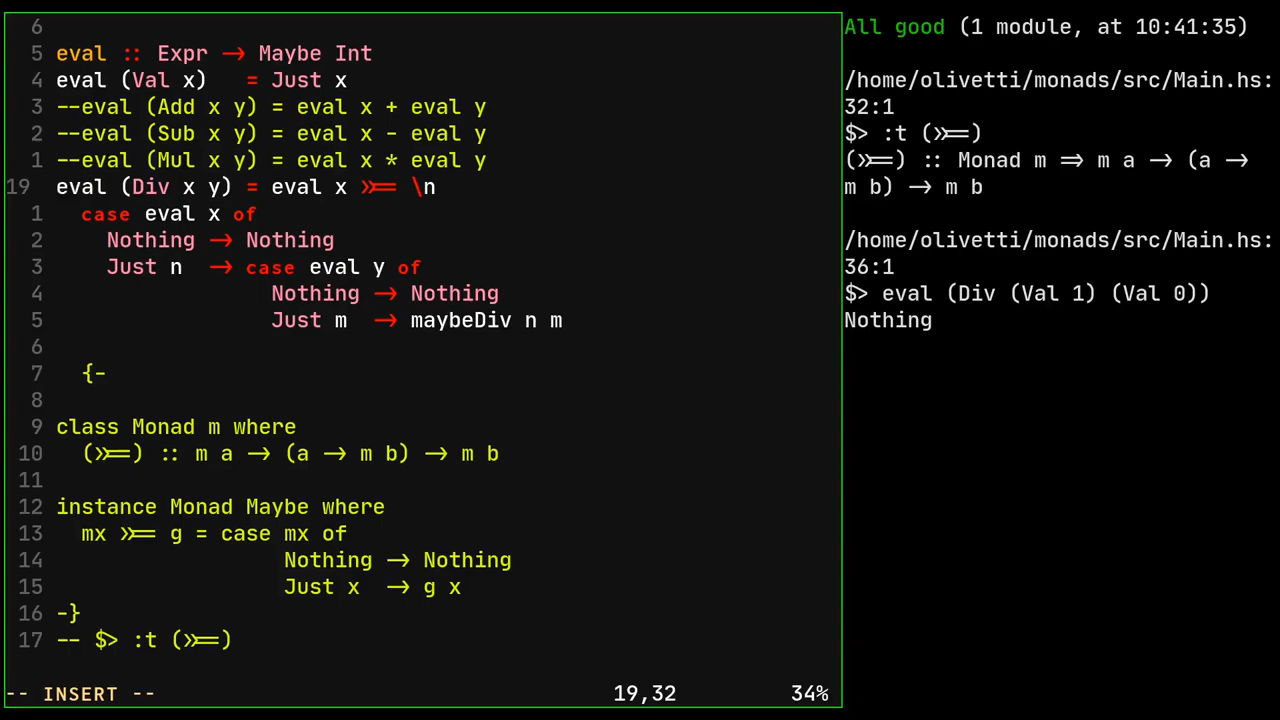 6
5 eval :: Expr -> Maybe Int
4 eval (Val x)   = Just x
3 --eval (Add x y) = eval x + eval y
2 --eval (Sub x y) = eval x - eval y
1 --eval (Mul x y) = eval x * eval y
19 eval (Div x y) = eval x >>= \n
1   case eval x of
2     Nothing -> Nothing
3     Just n  -> case eval y of
4                  Nothing -> Nothing
5                  Just m  -> maybeDiv n m
6
7   {-
8
9 class Monad m where
10   (>>=) :: m a -> (a -> m b) -> m b
11
12 instance Monad Maybe where
13   mx >>= g = case mx of
14                   Nothing -> Nothing
15                   Just x  -> g x
16 -}
17 -- $> :t (>>=)
-- INSERT --                    19,32         34%
All good (1 module, at 10:41:35)
/home/olivetti/monads/src/Main.hs:
32:1
$> :t (>>=)
(>>=) :: Monad m => m a -> (a ->
m b) -> m b
/home/olivetti/monads/src/Main.hs:
36:1
$> eval (Div (Val 1) (Val 0))
Nothing